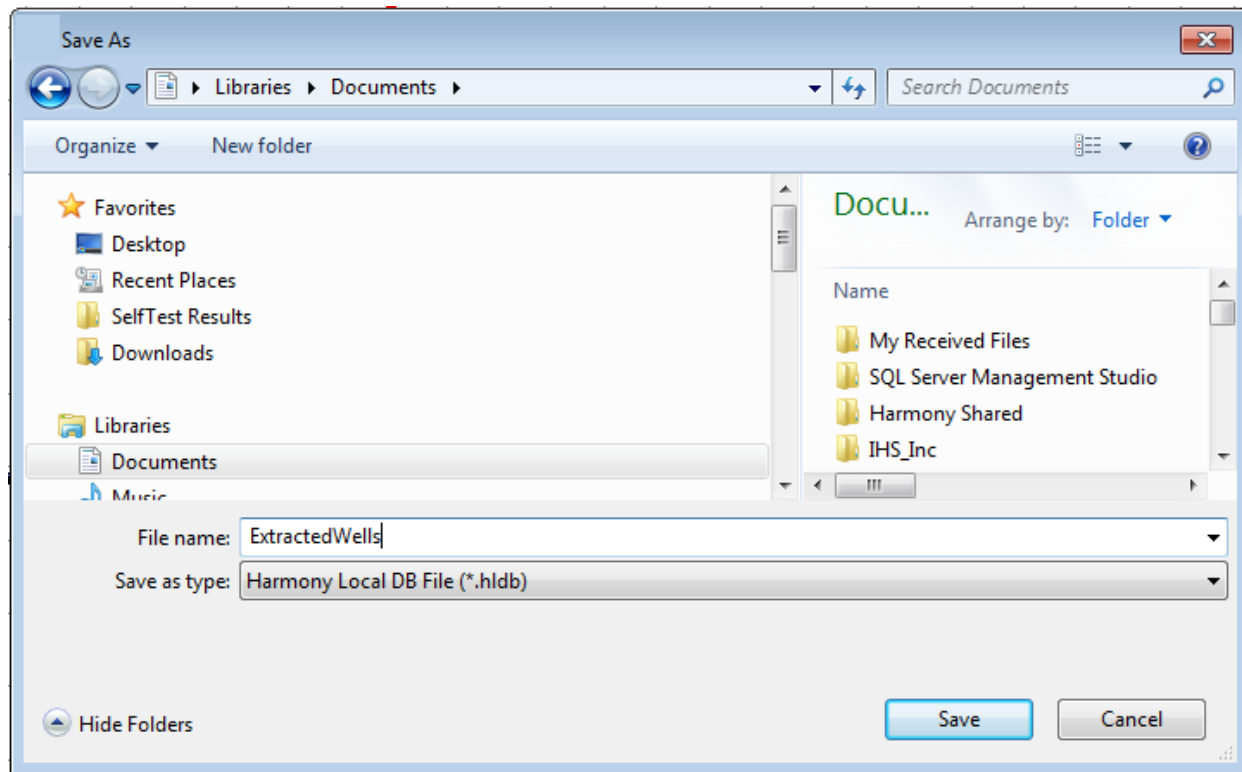 Save As
Libraries Documents
Search Documents
Organize
New folder
Favorites
Desktop
Recent Places
SelfTest Results
Downloads
Libraries
Documents
Music
Docu...
Arrange by: Folder
Name
My Received Files
SQL Server Management Studio
Harmony Shared
IHS_Inc
File name: ExtractedWells
Save as type: Harmony Local DB File (*.hldb)
Hide Folders
Save
Cancel